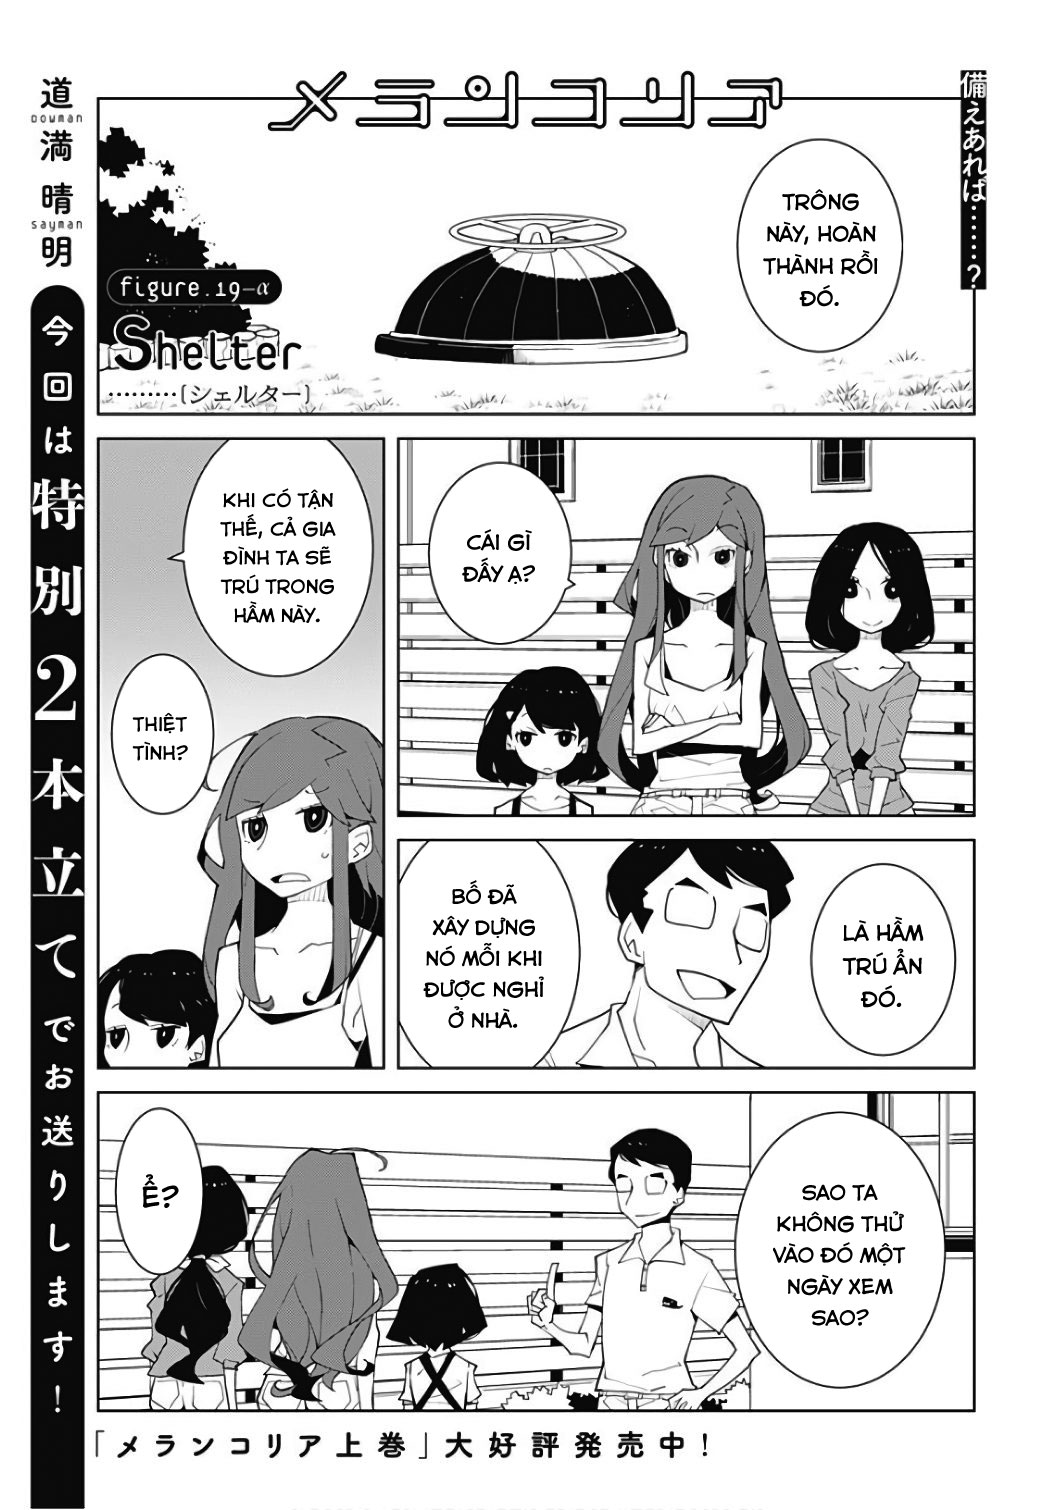 メランコリア
備えあれば……?
道満晴明
Dowman
sayman
TRÔNG
NÀY, HOÀN
THÀNH RỒI
ĐÓ.
figure.19-α
Shelter
………[シェルター]
CÁI GÌ
ĐẤY Ạ?
KHI CÓ TẬN
THẾ, CẢ GIA
ĐÌNH TA SẼ
TRÚ TRONG
HẦM NÀY.
THIỆT
TÌNH?
LÀ HẦM
TRÚ ẨN
ĐÓ.
BỐ ĐÃ
XÂY DỰNG
NÓ MỖI KHI
ĐƯỢC NGHỈ
Ở NHÀ.
SAO TA
KHÔNG THỬ
VÀO ĐÓ MỘT
NGÀY XEM
SAO?
Ể?
今回は特別2本立てでお送りします!
「メランコリア上巻」大好評発売中!